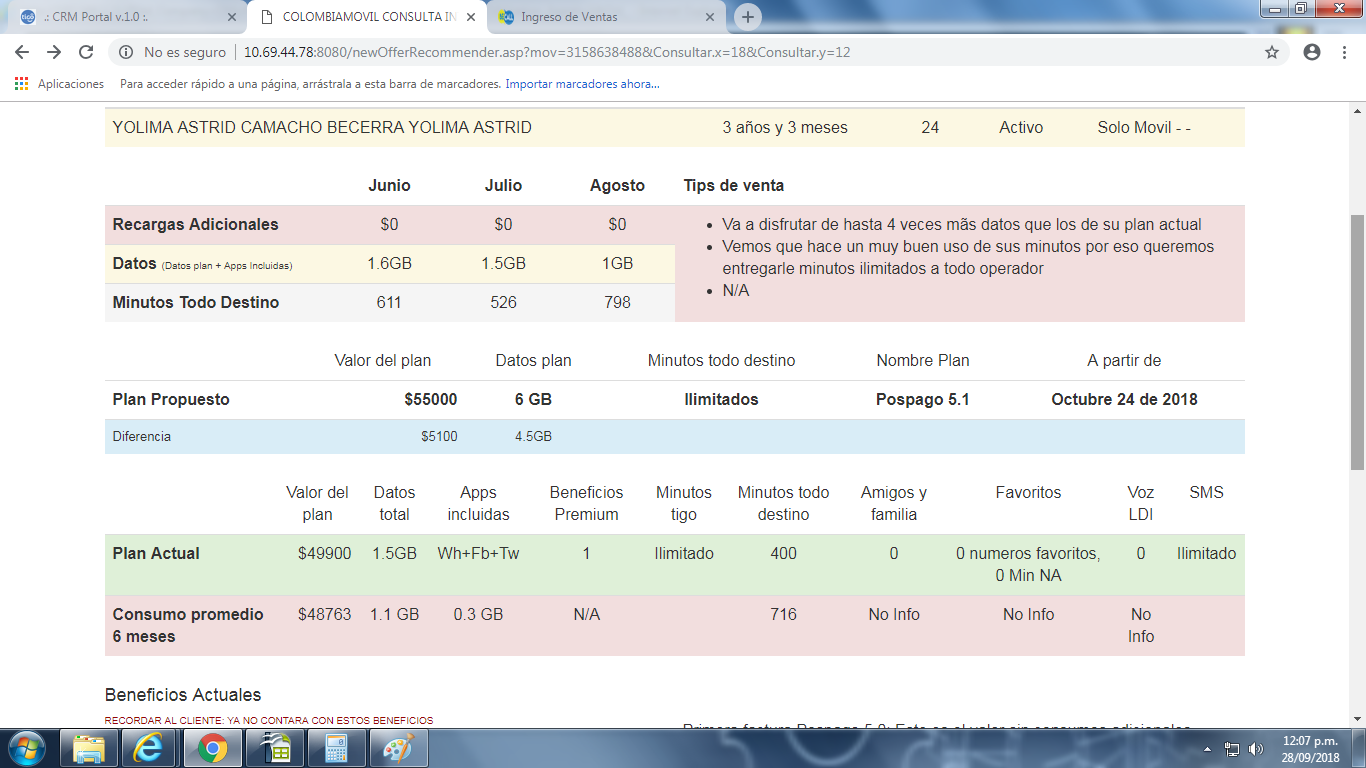 .: CRM Portal v.1.0 :.
COLOMBIAMOVIL CONSULTA IN
Ingreso de Ventas
No es seguro
10.69.44.78:8080/newOfferRecommender.asp?mov=3158638488&Consultar.x=18&Consultar.y=12
Aplicaciones
Para acceder rápido a una página, arrástrala a esta barra de marcadores. Importar marcadores ahora...
YOLIMA ASTRID CAMACHO BECERRA YOLIMA ASTRID 3 años y 3 meses 24 Activo Solo Movil - -
Junio Julio Agosto Tips de venta
Recargas Adicionales $0 $0 $0
Datos (Datos plan + Apps Incluidas) 1.6GB 1.5GB 1GB
Minutos Todo Destino 611 526 798
Va a disfrutar de hasta 4 veces mãs datos que los de su plan actual
Vemos que hace un muy buen uso de sus minutos por eso queremos
entregarle minutos ilimitados a todo operador
N/A
Valor del plan Datos plan Minutos todo destino Nombre Plan A partir de
Plan Propuesto $55000 6 GB Ilimitados Pospago 5.1 Octubre 24 de 2018
Diferencia $5100 4.5GB
Valor del Datos Apps Beneficios Minutos Minutos todo Amigos y Favoritos Voz SMS
plan total incluidas Premium tigo destino familia LDI
Plan Actual $49900 1.5GB Wh+Fb+Tw 1 Ilimitado 400 0 0 numeros favoritos, 0 Ilimitado
0 Min NA
Consumo promedio $48763 1.1 GB 0.3 GB N/A 716 No Info No Info No
6 meses Info
Beneficios Actuales
RECORDAR AL CLIENTE: YA NO CONTARA CON ESTOS BENEFICIOS
12:07 p.m.
28/09/2018